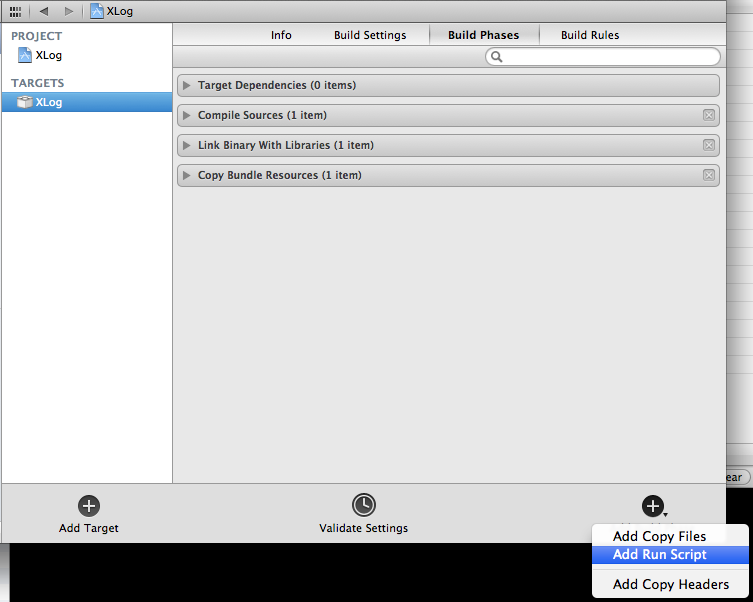 XLog
PROJECT
XLog
TARGETS
XLog
Info Build Settings Build Phases Build Rules
Target Dependencies (0 items)
Compile Sources (1 item)
Link Binary With Libraries (1 item)
Copy Bundle Resources (1 item)
Add Target
Validate Settings
Add Copy Files
Add Run Script
Add Copy Headers